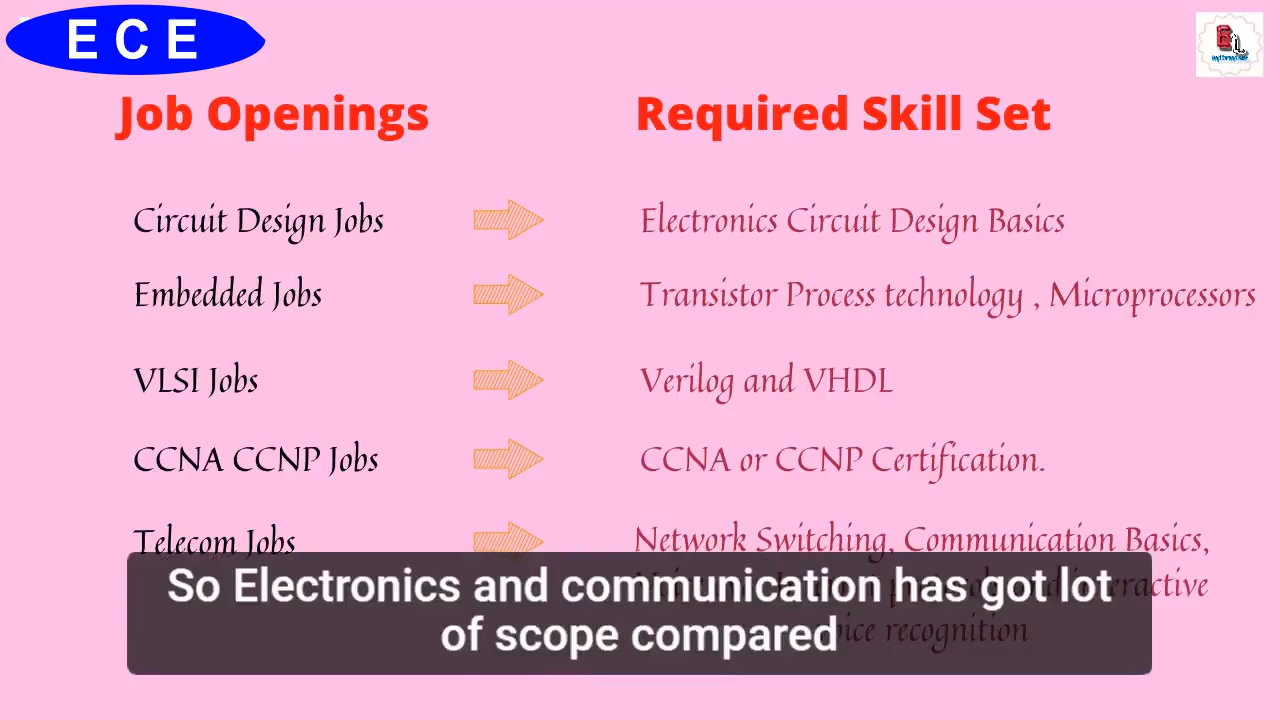 E C E
Job Openings
Required Skill Set
Circuit Design Jobs
Electronics Circuit Design Basics
Embedded Jobs
Transistor Process technology , Microprocessors
VLSI Jobs
Verilog and VHDL
CCNA CCNP Jobs
CCNA or CCNP Certification.
Telecom Jobs
Network Switching, Communication Basics,
recognition
So Electronics and communication has got lot
of scope compared